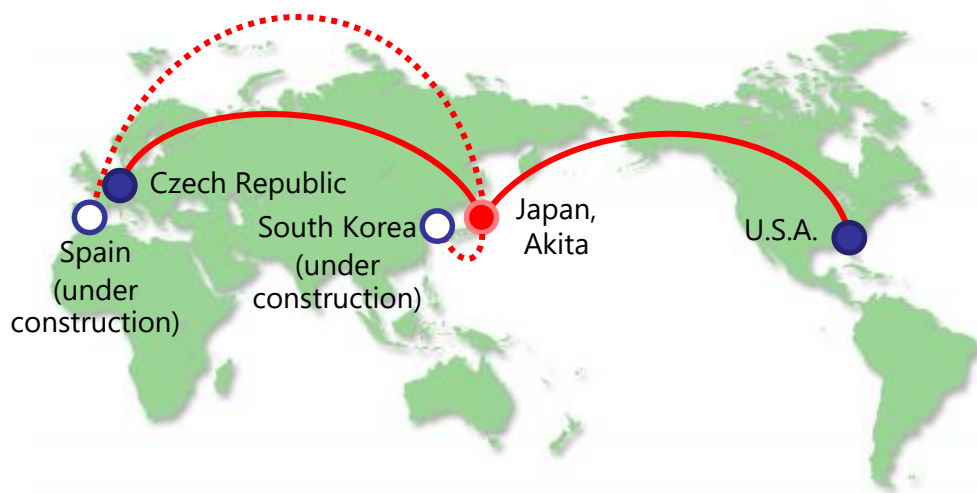 Czech Republic
Spain
(under
construction)
South Korea
(under
construction)
Japan,
Akita
U.S.A.